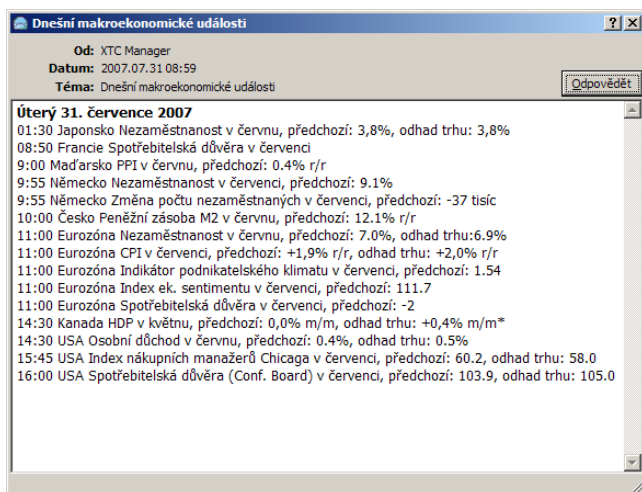 Dnešní makroekonomické události
Od: XTC Manager
Datum: 2007.07.31 08:59
Téma: Dnešní makroekonomické události
Odpovědět
Úterý 31. července 2007
01:30 Japonsko Nezaměstnanost v červnu, předchozí: 3,8%, odhad trhu: 3,8%
08:50 Francie Spotřebitelská důvěra v červenci
9:00 Maďarsko PPI v červnu, předchozí: 0.4% r/r
9:55 Německo Nezaměstnanost v červenci, předchozí: 9.1%
9:55 Německo Změna počtu nezaměstnaných v červenci, předchozí: -37 tisíc
10:00 Česko Peněžní zásoba M2 v červnu, předchozí: 12.1% r/r
11:00 Eurozóna Nezaměstnanost v červnu, předchozí: 7.0%, odhad trhu:6.9%
11:00 Eurozóna CPI v červenci, předchozí: +1,9% r/r, odhad trhu: +2,0% r/r
11:00 Eurozóna Indikátor podnikatelského klimatu v červenci, předchozí: 1.54
11:00 Eurozóna Index ek. sentimentu v červenci, předchozí: 111.7
11:00 Eurozóna Spotřebitelská důvěra v červenci, předchozí: -2
14:30 Kanada HDP v květnu, předchozí: 0,0% m/m, odhad trhu: +0,4% m/m*
14:30 USA Osobní důchod v červnu, předchozí: 0.4%, odhad trhu: 0.5%
15:45 USA Index nákupních manažerů Chicaga v červenci, předchozí: 60.2, odhad trhu: 58.0
16:00 USA Spotřebitelská důvěra (Conf. Board) v červenci, předchozí: 103.9, odhad trhu: 105.0